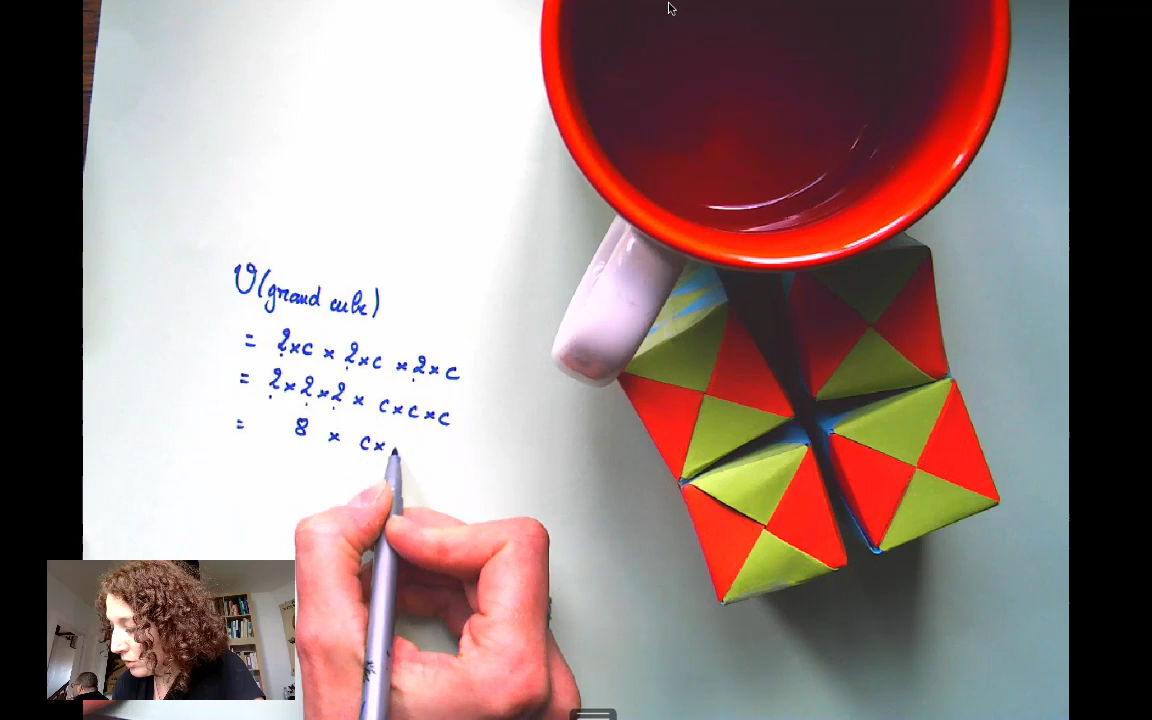 V(grand cube)
= 2×c × 2×c × 2×c
= 2×2×2 × c×c×c
= 8 × c×